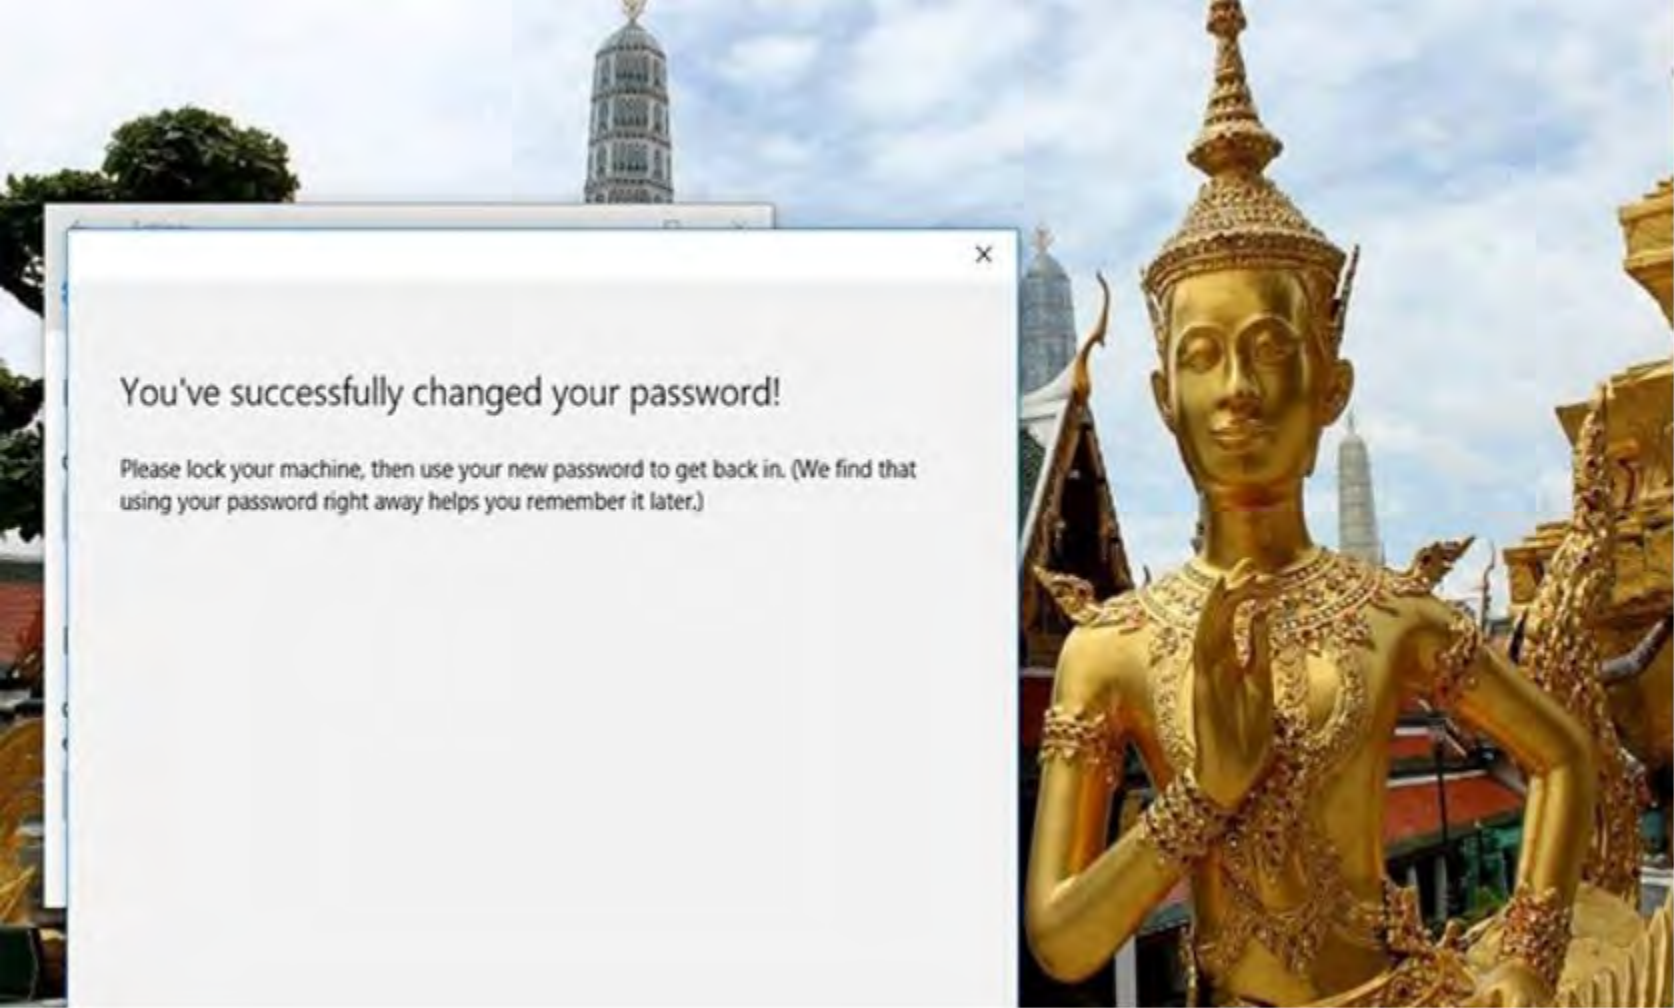 You've successfully changed your password!
Please lock your machine, then use your new password to get back in. (We find that
using your password right away helps you remember it later.)